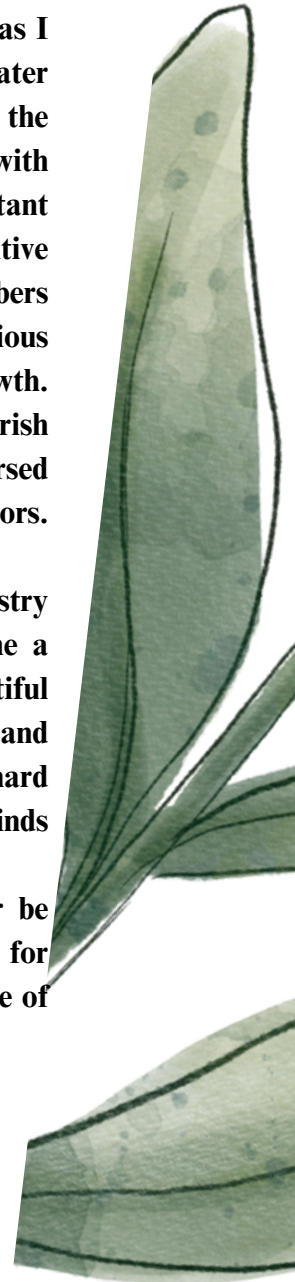 as I
ater
the
with
tant
itive
bers
ious
wth.
rish
rsed
ors.
stry
ne a
tiful
and
hard
inds
r be
for
e of